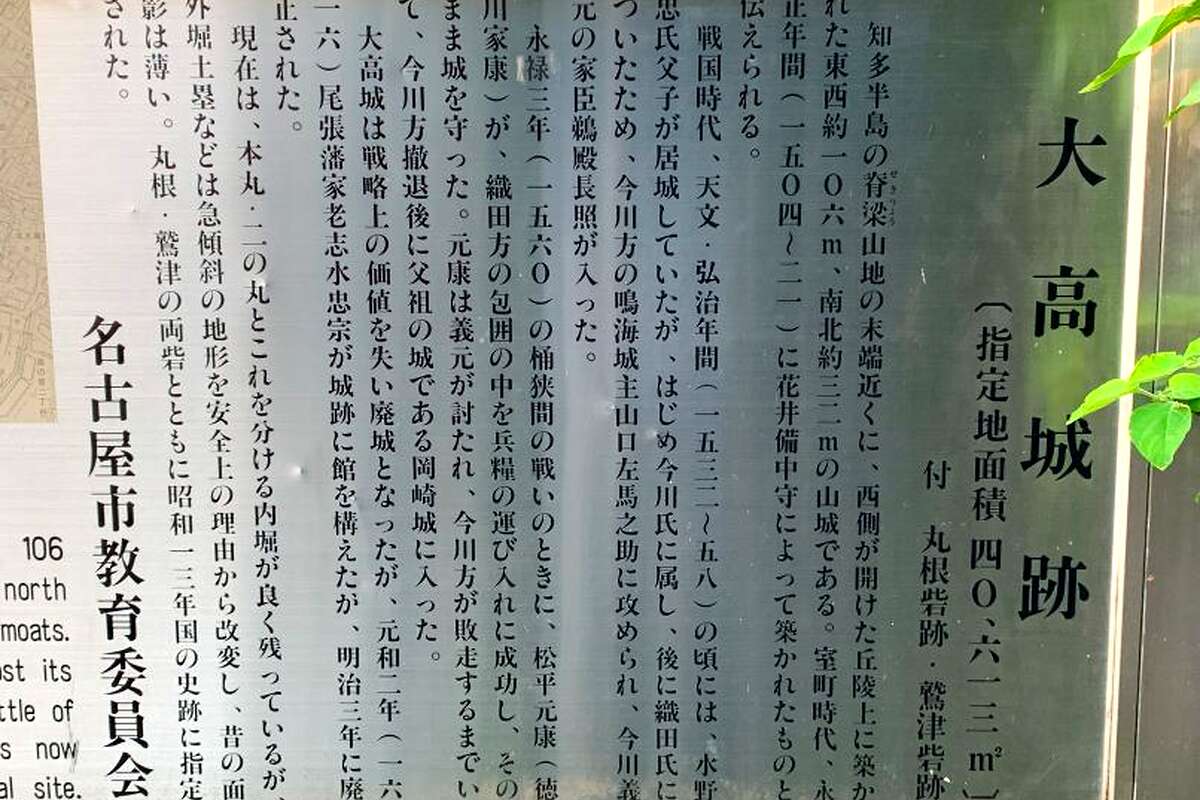 大高城跡
〔指定地面積 四〇、六一三㎡〕
付 丸根砦跡・鷲津砦跡
知多半島の脊梁山地の末端近くに、西側が開けた丘陵上に築か
せきりょう
れた東西約一〇六m、南北約三二mの山城である。室町時代、永
正年間（一五〇四～二一）に花井備中守によって築かれたものと
伝えられる。
戦国時代、天文・弘治年間（一五三二～五八）の頃には、水野
忠氏父子が居城していたが、はじめ今川氏に属し、後に織田氏に
ついたため、今川方の鳴海城主山口左馬之助に攻められ、今川義
元の家臣鵜殿長照が入った。
永禄三年（一五六〇）の桶狭間の戦いのときに、松平元康（徳
川家康）が、織田方の包囲の中を兵糧の運び入れに成功し、その
まま城を守った。元康は義元が討たれ、今川方が敗走するまでい
て、今川方撤退後に父祖の城である岡崎城に入った。
大高城は戦略上の価値を失い廃城となったが、元和二年（一六
一六）尾張藩家老志水忠宗が城跡に館を構えたが、明治三年に廃
止された。
現在は、本丸・二の丸とこれを分ける内堀が良く残っているが、
外堀土塁などは急傾斜の地形を安全上の理由から改変し、昔の面
影は薄い。丸根・鷲津の両砦とともに昭和一三年国の史跡に指定
された。
名古屋市教育委員会
106
north
moats.
ost its
ttle of
s now
al site.